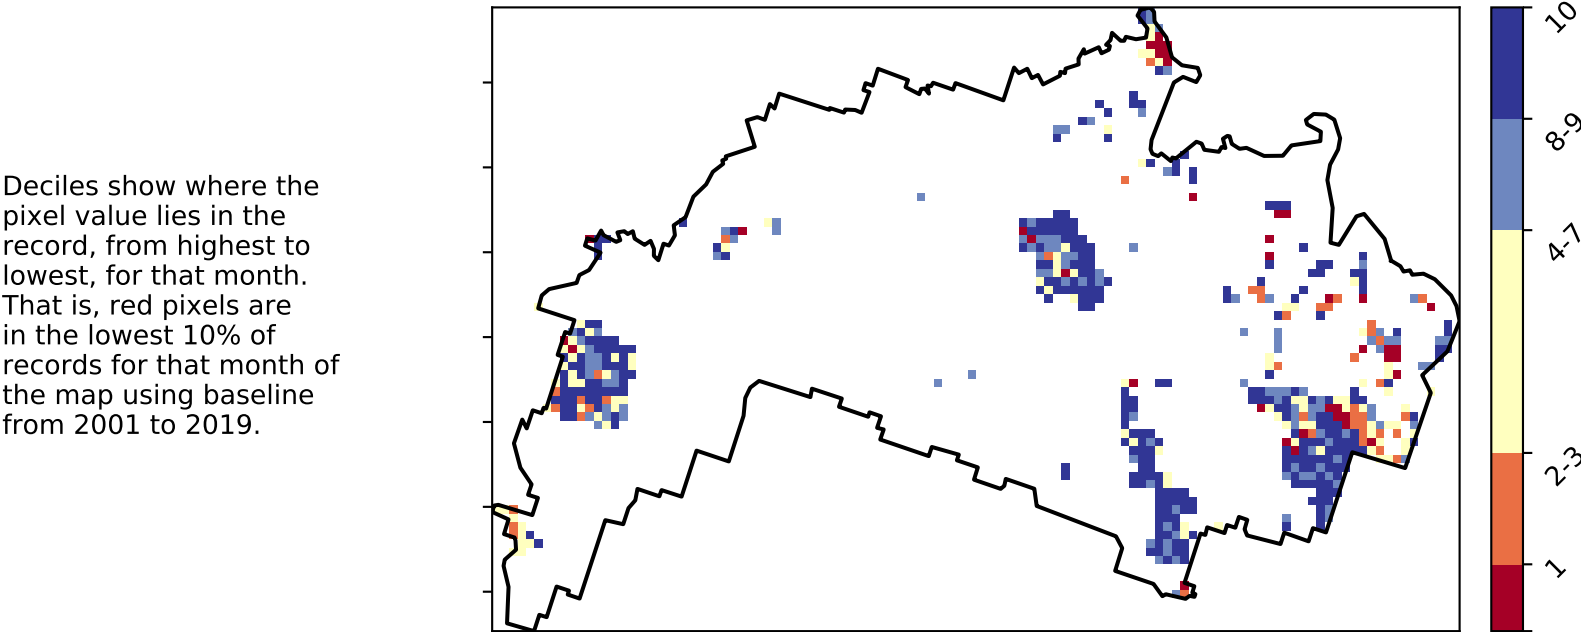 Deciles show where the
pixel value lies in the
record, from highest to
lowest, for that month.
That is, red pixels are
in the lowest 10% of
records for that month of
the map using baseline
from 2001 to 2019.
10
8-9
4-7
2-3
1